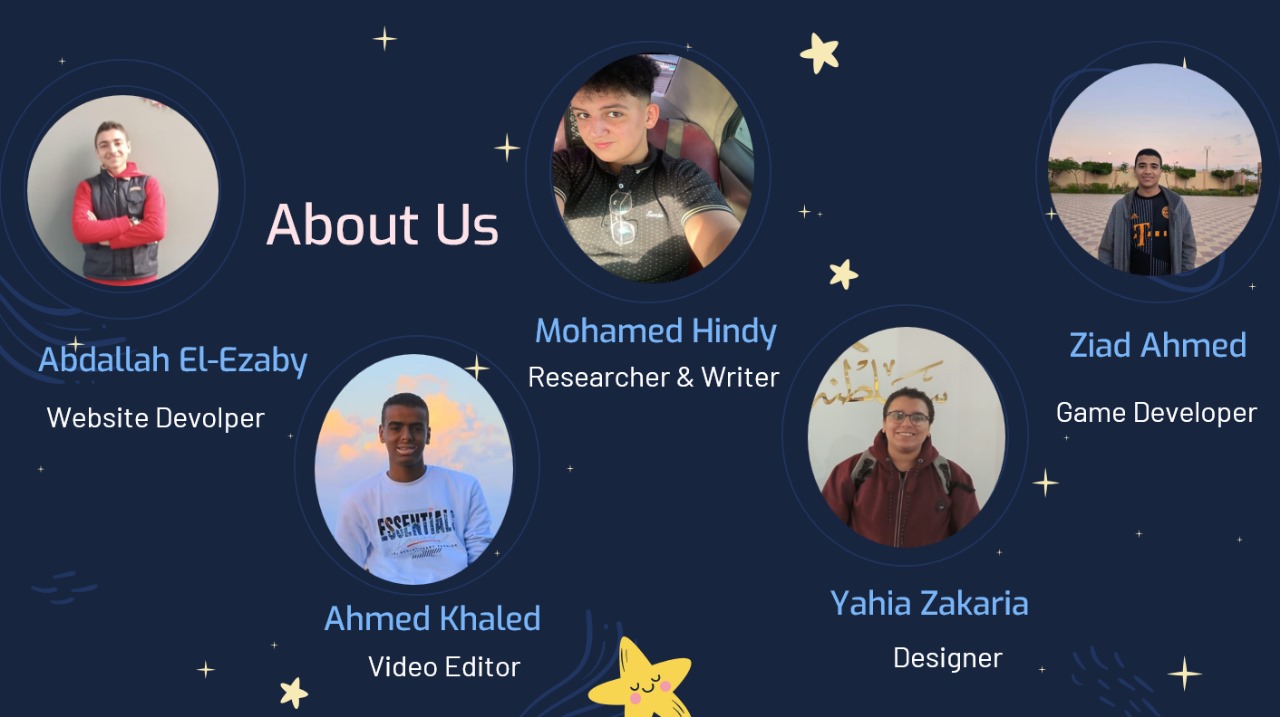 About Us
Abdallah El-Ezaby
Website Devolper
Mohamed Hindy
Researcher & Writer
Ziad Ahmed
Game Developer
Ahmed Khaled
Video Editor
Yahia Zakaria
Designer
ESSENTIAL
T